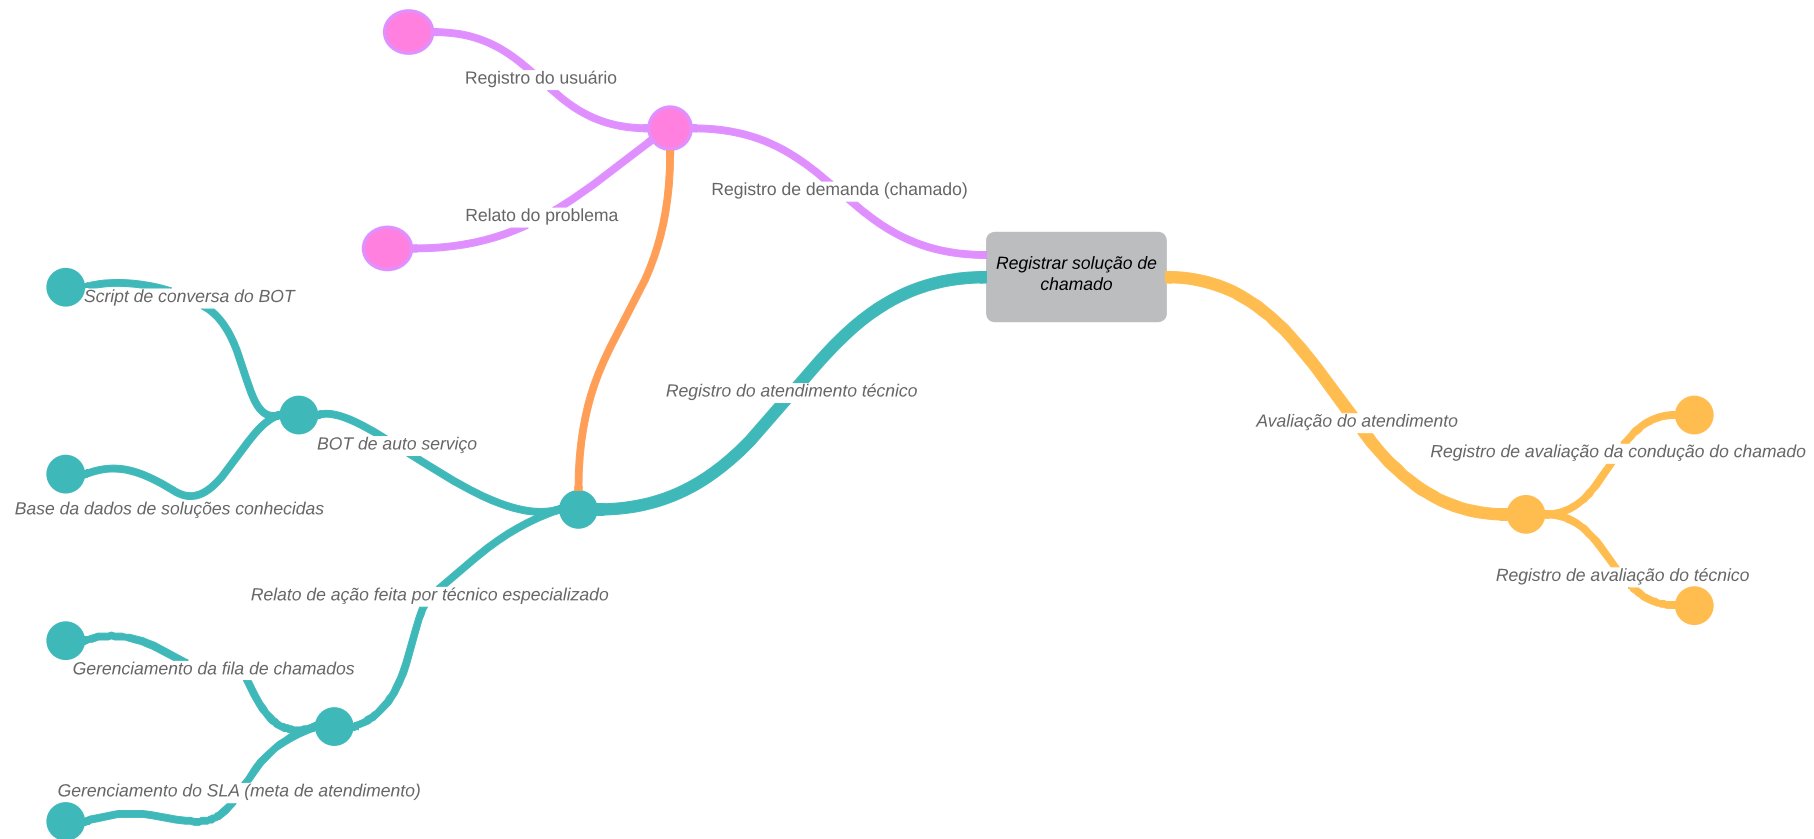 Registro do usuário
Registro de demanda (chamado)
Relato do problema
Registrar solução de
chamado
Script de conversa do BOT
Registro do atendimento técnico
Avaliação do atendimento
BOT de auto serviço
Registro de avaliação da condução do chamado
Base da dados de soluções conhecidas
Registro de avaliação do técnico
Relato de ação feita por técnico especializado
Gerenciamento da fila de chamados
Gerenciamento do SLA (meta de atendimento)